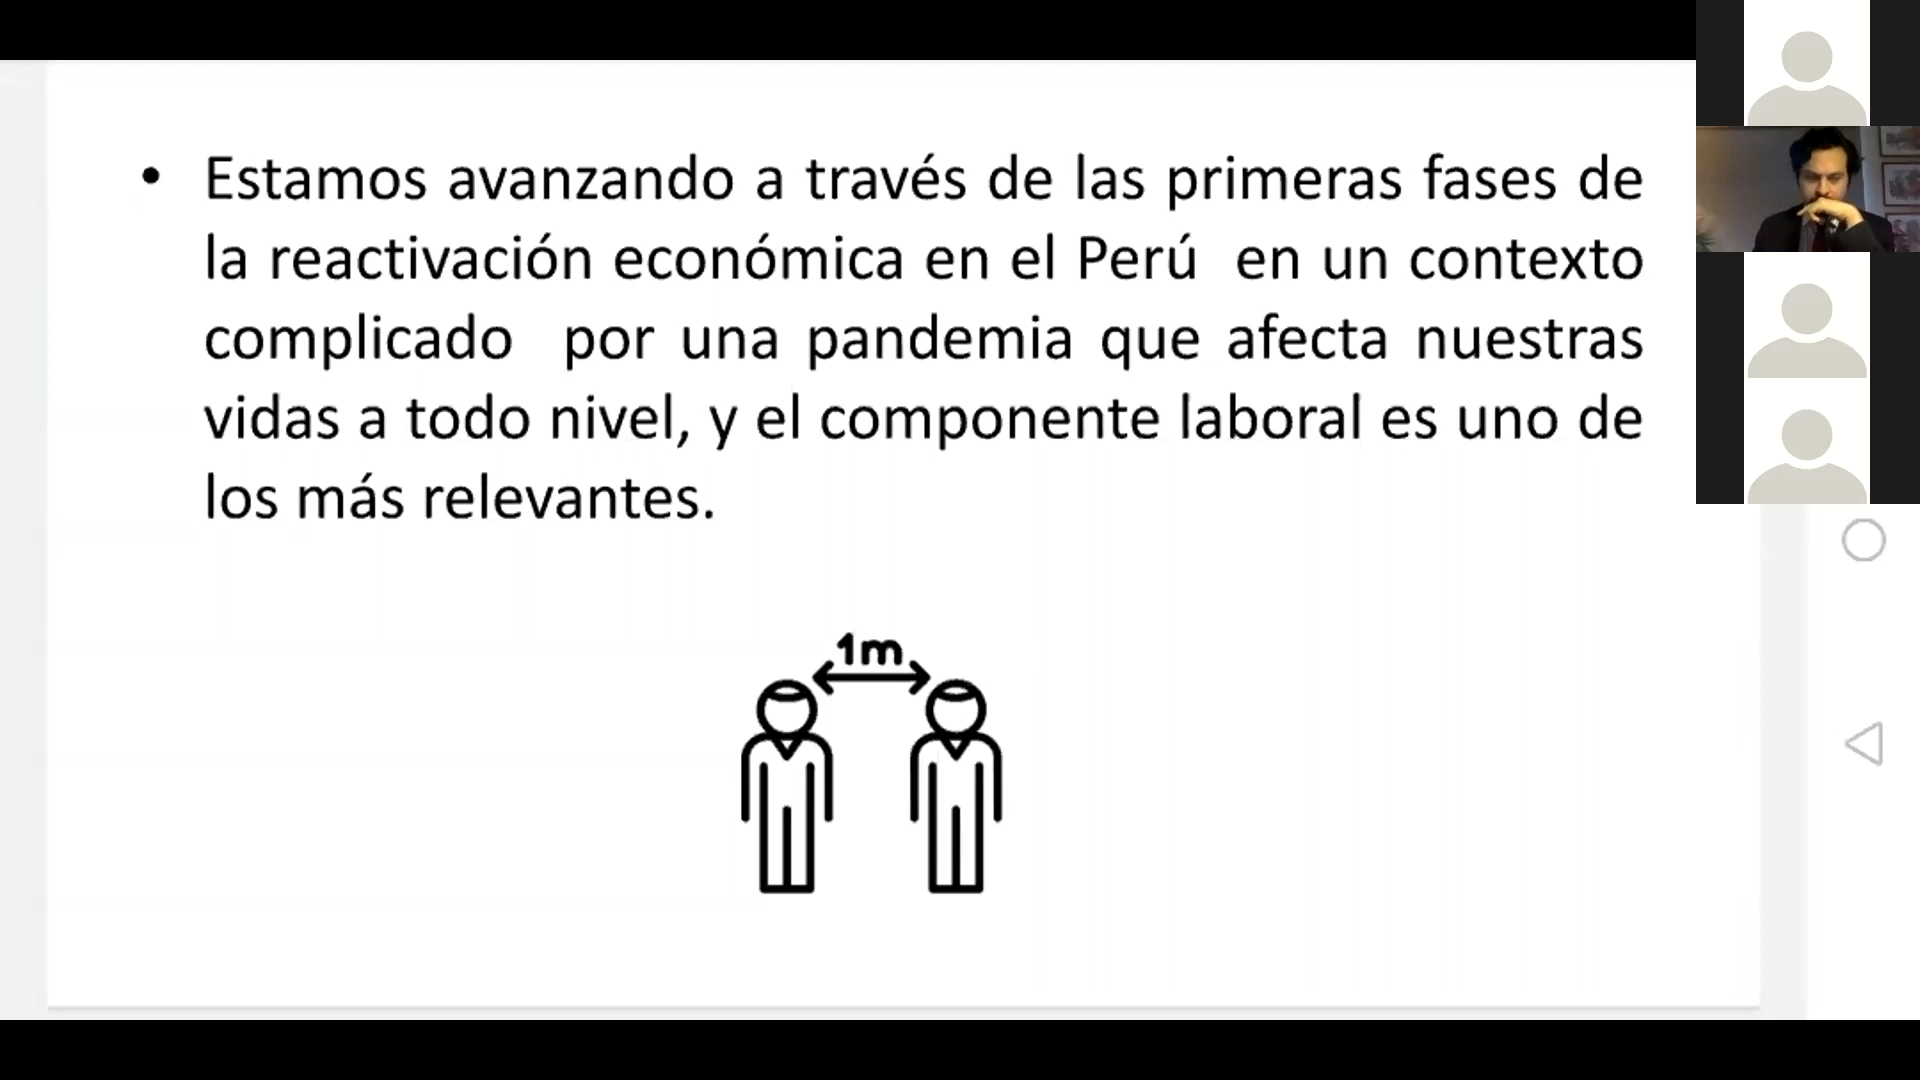 • Estamos avanzando a través de las primeras fases de
la reactivación económica en el Perú  en un contexto
complicado  por una pandemia que afecta nuestras
vidas a todo nivel, y el componente laboral es uno de
los más relevantes.
1m